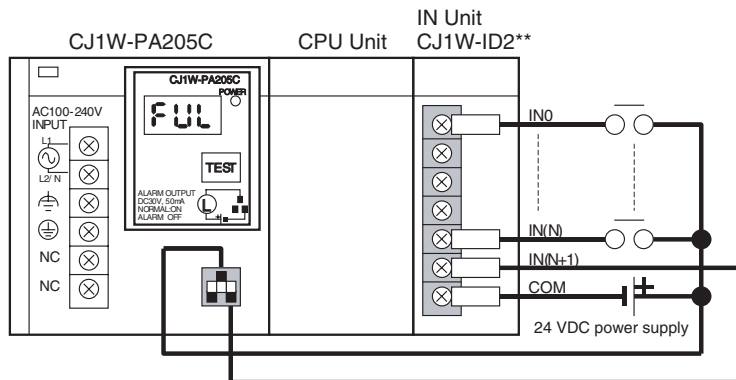 IN Unit
CJ1W-PA205C CPU Unit CJ1W-ID2**
CJ1W-PA205C
POWER
FUL
AC100-240V
INPUT
L1
L2/ N
TEST
ALARM OUTPUT
DC30V, 50mA
NORMAL:ON
ALARM OFF
L
NC
NC
IN0
IN(N)
IN(N+1)
COM
+
24 VDC power supply